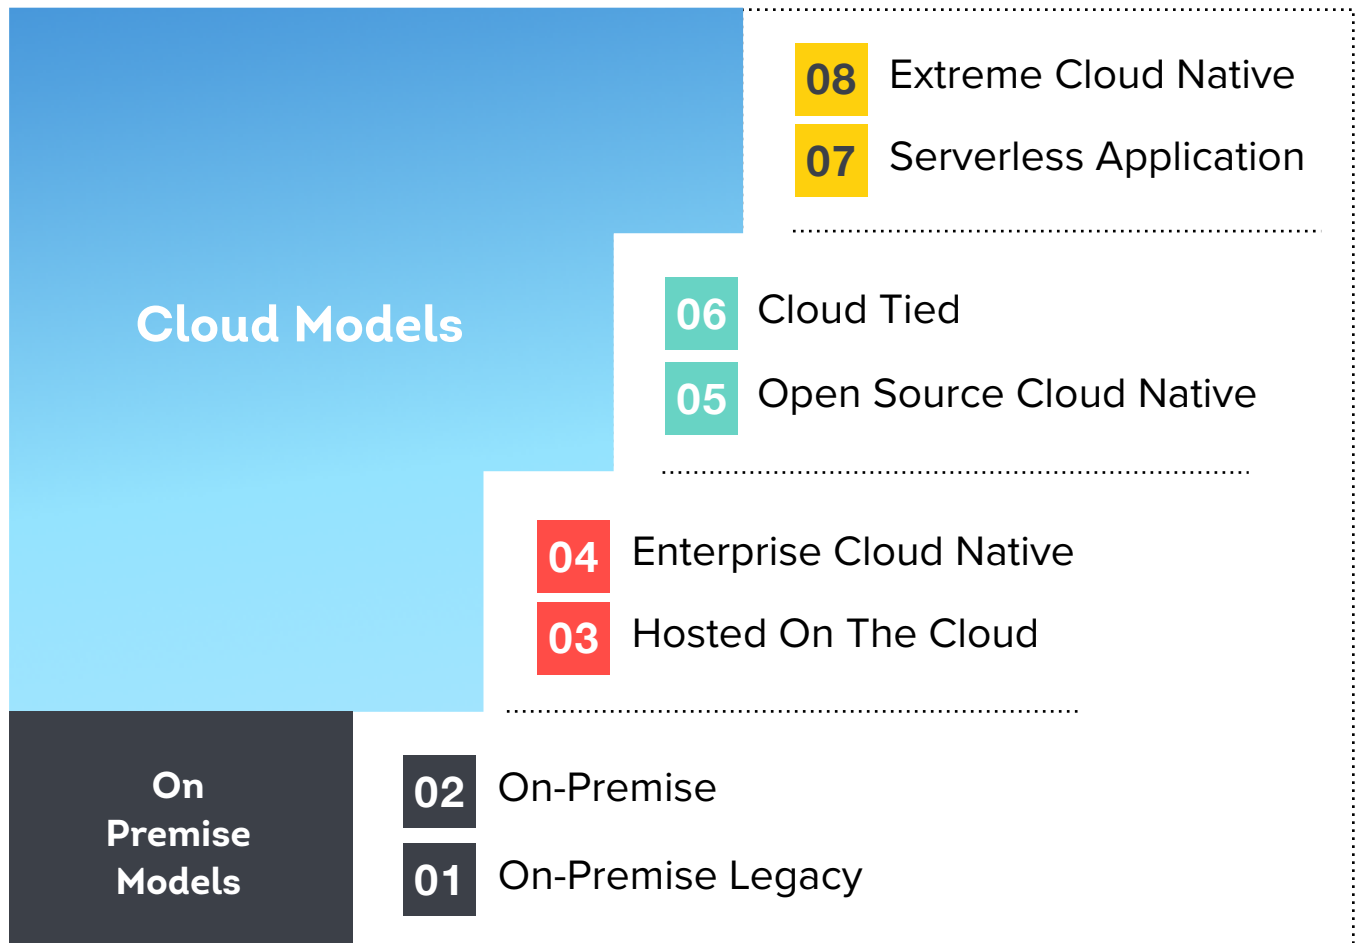 08 Extreme Cloud Native
07 Serverless Application
Cloud Models
06 Cloud Tied
05 Open Source Cloud Native
04 Enterprise Cloud Native
03 Hosted On The Cloud
On
Premise
Models
02 On-Premise
01 On-Premise Legacy